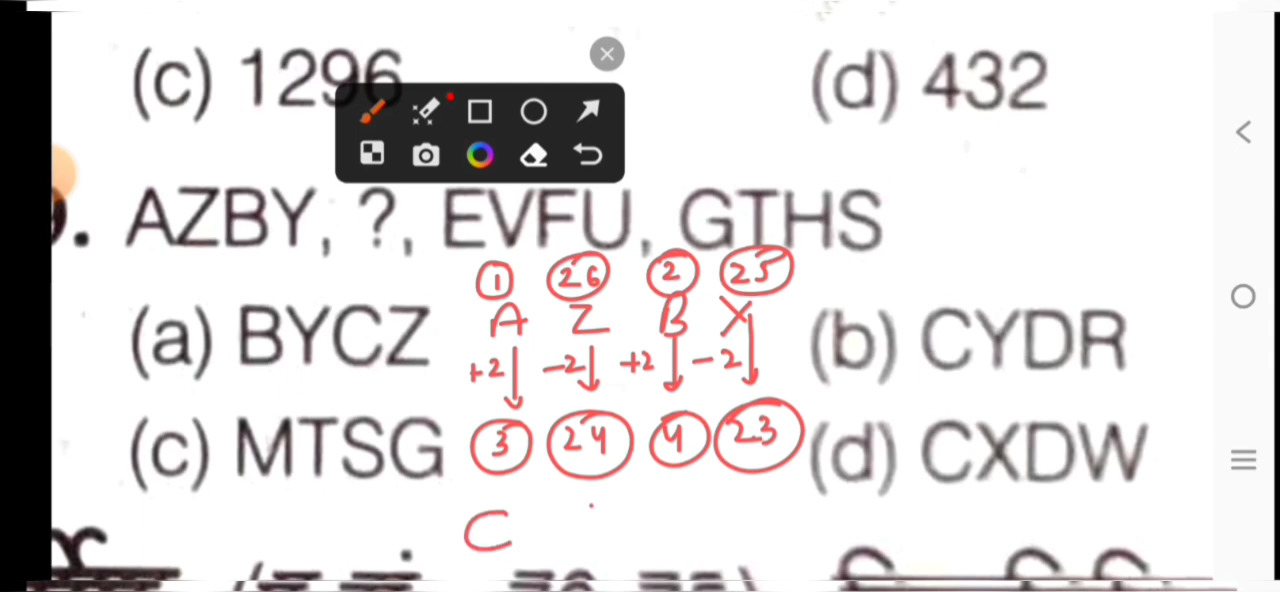 (c) 1296 (d) 432
. AZBY, ?, EVFU, GTHS
1 26 2 25
A Z B Y
(a) BYCZ (b) CYDR
+2 -2 +2 -2
(c) MTSG 3 24 4 23 (d) CXDW
C